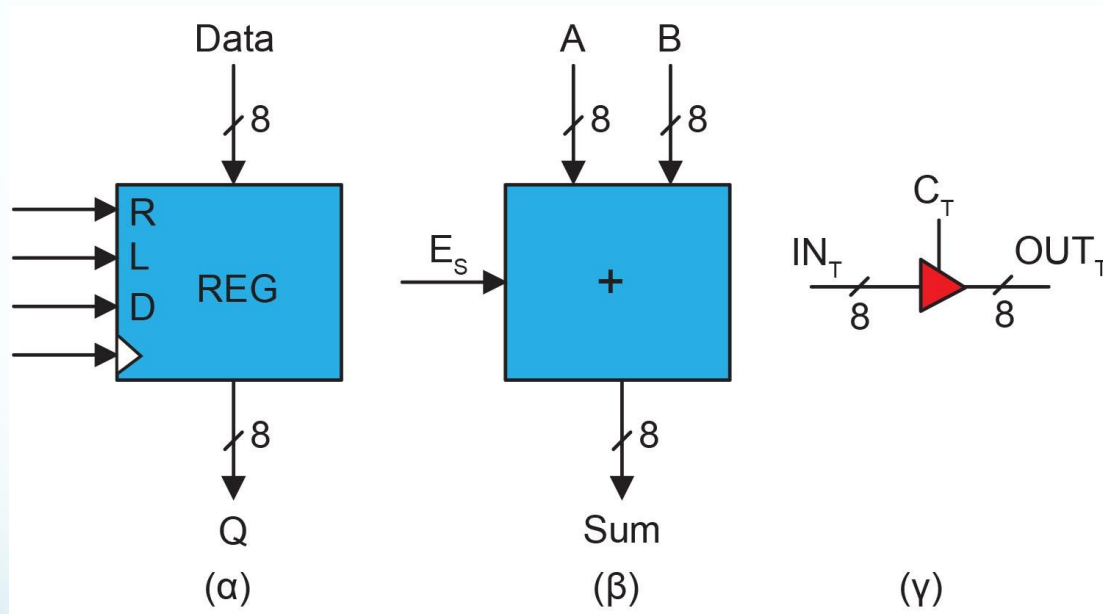 Data
8
R
L
D
REG
8
Q
(α)
A B
8 8
E_S
+
8
Sum
(β)
C_T
IN_T OUT_T
8 8
(γ)